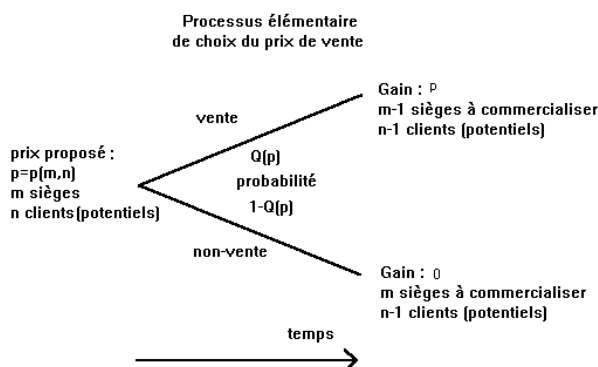 Processus élémentaire
de choix du prix de vente
Gain : p
m-1 sièges à commercialiser
n-1 clients (potentiels)
vente
prix proposé :
p=p(m,n)
m sièges
n clients(potentiels)
Q(p)
probabilité
1-Q(p)
non-vente
Gain : 0
m sièges à commercialiser
n-1 clients (potentiels)
temps